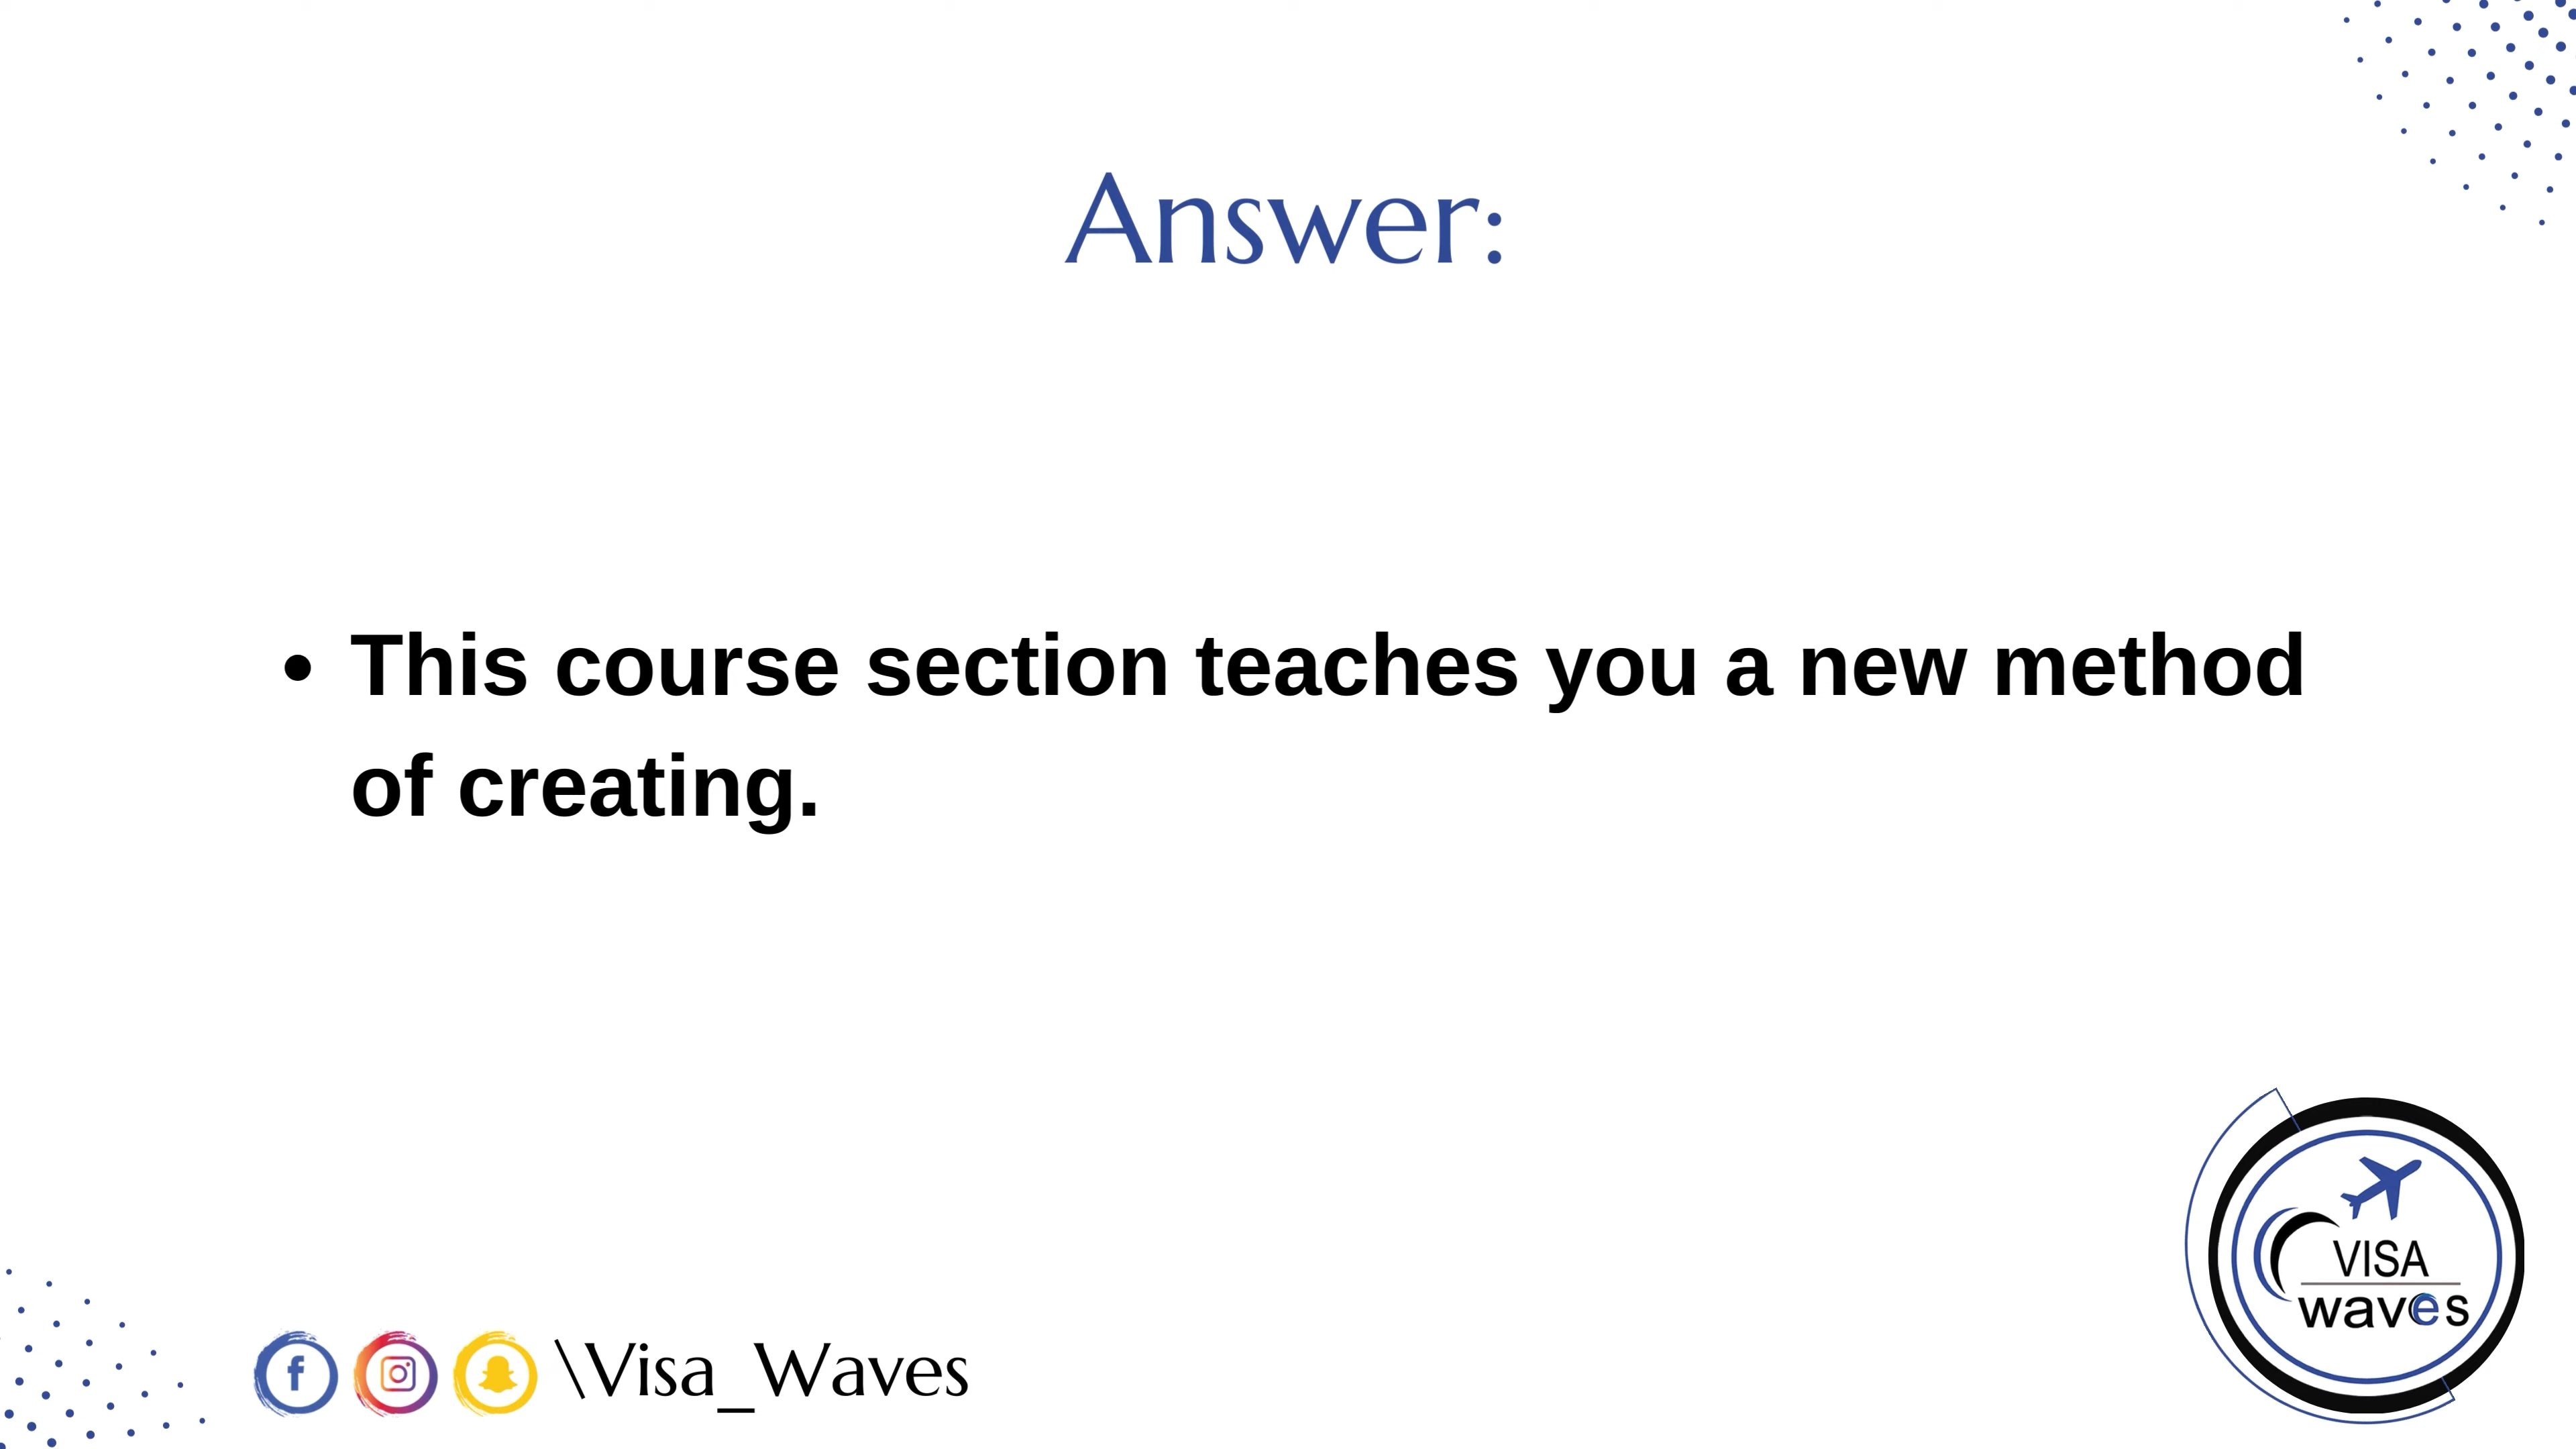 Answer:
• This course section teaches you a new method
of creating.
VISA
waves
f
\Visa_Waves